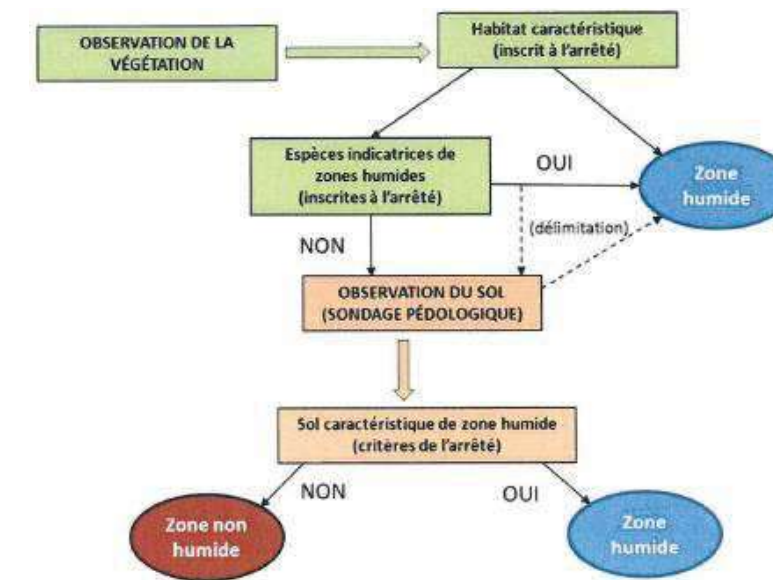 OBSERVATION DE LA
VÉGÉTATION
Habitat caractéristique
(inscrit à l'arrêté)
Espèces indicatrices de
zones humides
(inscrites à l'arrêté)
OUI
Zone
humide
(délimitation)
NON
OBSERVATION DU SOL
(SONDAGE PÉDOLOGIQUE)
Sol caractéristique de zone humide
(critères de l'arrêté)
NON
OUI
Zone non
humide
Zone
humide